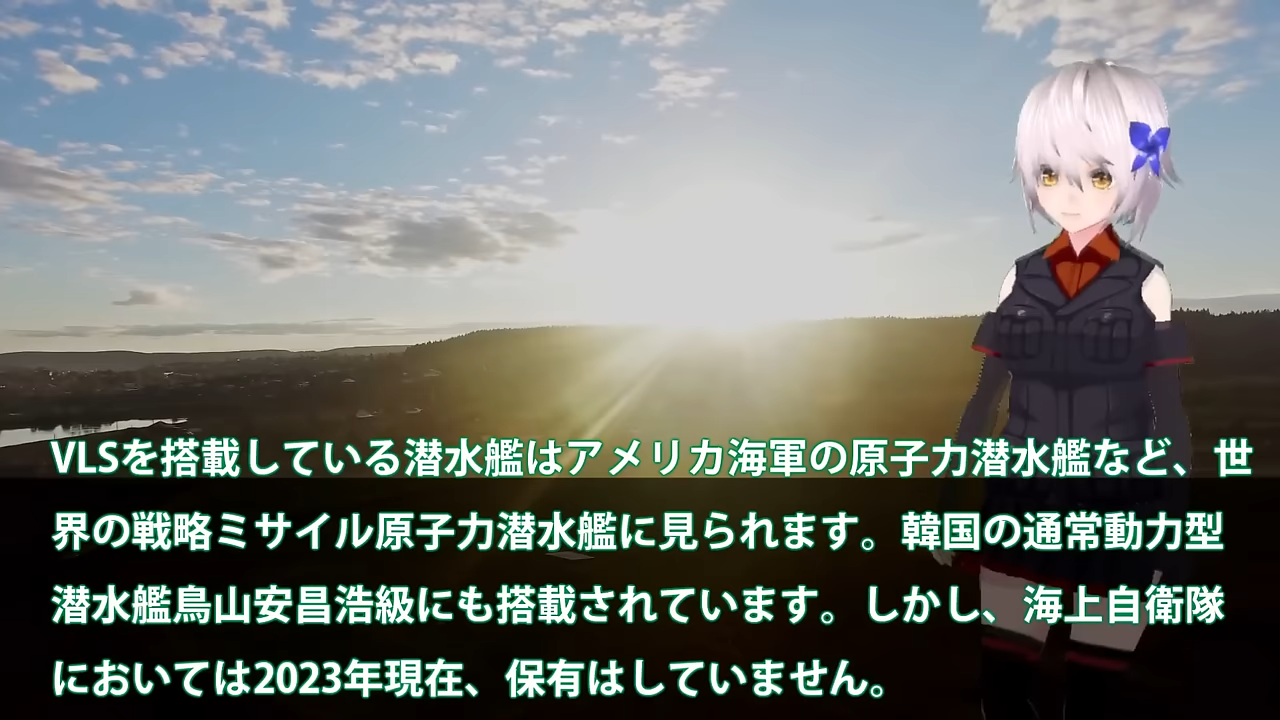 VLSを搭載している潜水艦はアメリカ海軍の原子力潜水艦など、世
界の戦略ミサイル原子力潜水艦に見られます。韓国の通常動力型
潜水艦鳥山安昌浩級にも搭載されています。しかし、海上自衛隊
においては2023年現在、保有はしていません。